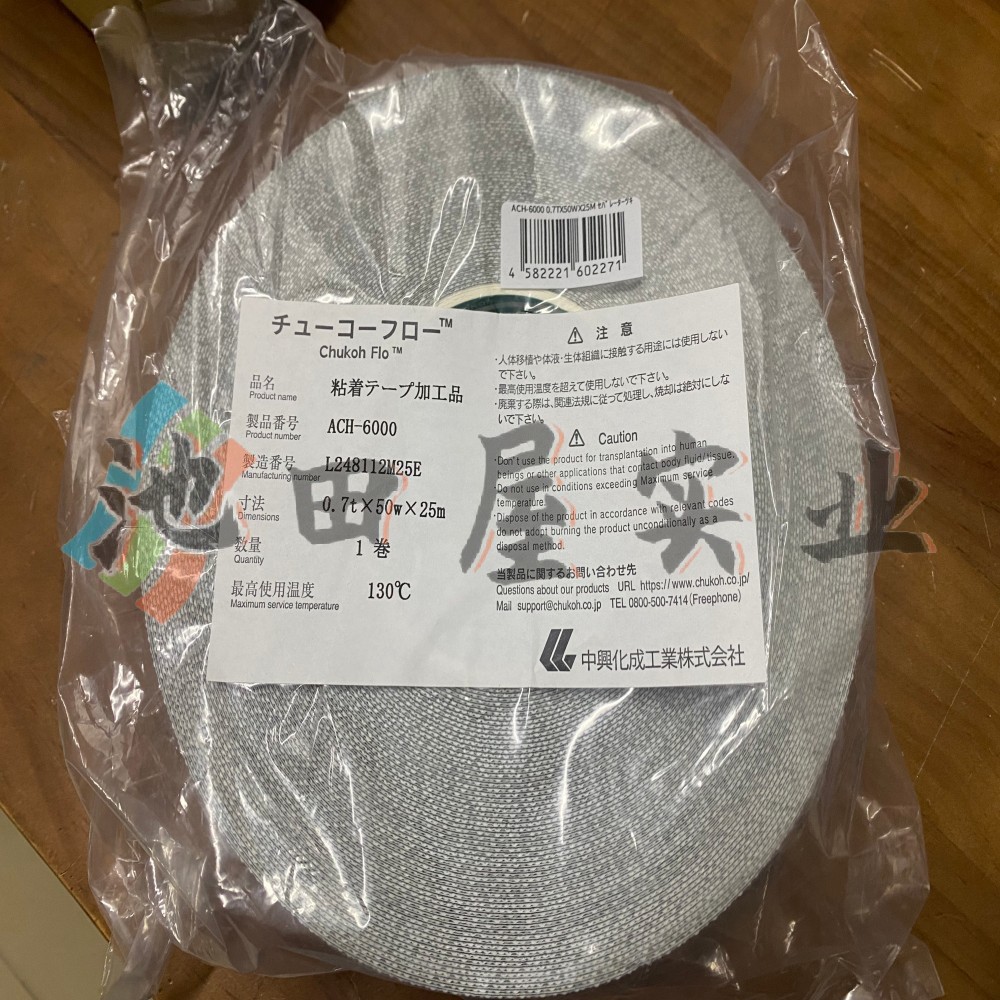 ACH-6000 0.7TX50WX25M ｾﾊﾟﾚｰﾀｰﾂｷ
4 582221 602271
チューコーフロー™
Chukoh Flo™
品名
Product name
粘着テープ加工品
製品番号
Product number
ACH-6000
製造番号
Manufacturing number
L248112M25E
寸法
Dimensions
0.7t×50w×25m
数量
Quantity
1 巻
最高使用温度
Maximum service temperature
130℃
⚠ 注意
・人体移植や体液・生体組織に接触する用途には使用しない
で下さい。
・最高使用温度を超えて使用しないで下さい。
・廃棄する際は、関連法規に従って処理し、焼却は絶対にしな
いで下さい。
⚠ Caution
・Don't use the product for transplantation into human
beings or other applications that contact body fluid/tissue.
・Do not use in conditions exceeding Maximum service
temperature.
・Dispose of the product in accordance with relevant codes
do not adopt burning the product unconditionally as a
disposal method.
当製品に関するお問い合わせ先
Questions about our products URL https://www.chukoh.co.jp/
Mail support@chukoh.co.jp TEL 0800-500-7414 (Freephone)
中興化成工業株式会社
池田屋实业